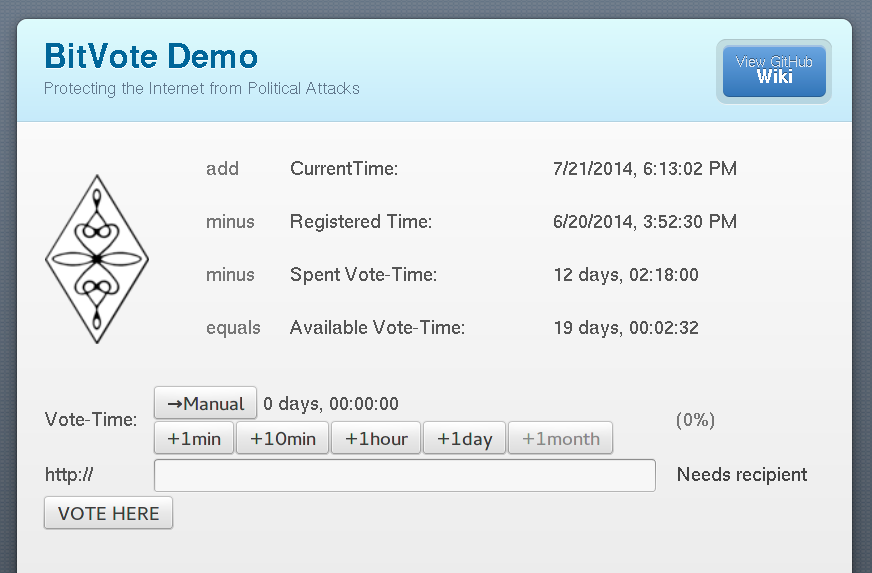 BitVote Demo
Protecting the Internet from Political Attacks
View GitHub
Wiki
add CurrentTime: 7/21/2014, 6:13:02 PM
minus Registered Time: 6/20/2014, 3:52:30 PM
minus Spent Vote-Time: 12 days, 02:18:00
equals Available Vote-Time: 19 days, 00:02:32
Vote-Time: →Manual 0 days, 00:00:00 (0%)
+1min +10min +1hour +1day +1month
http:// Needs recipient
VOTE HERE